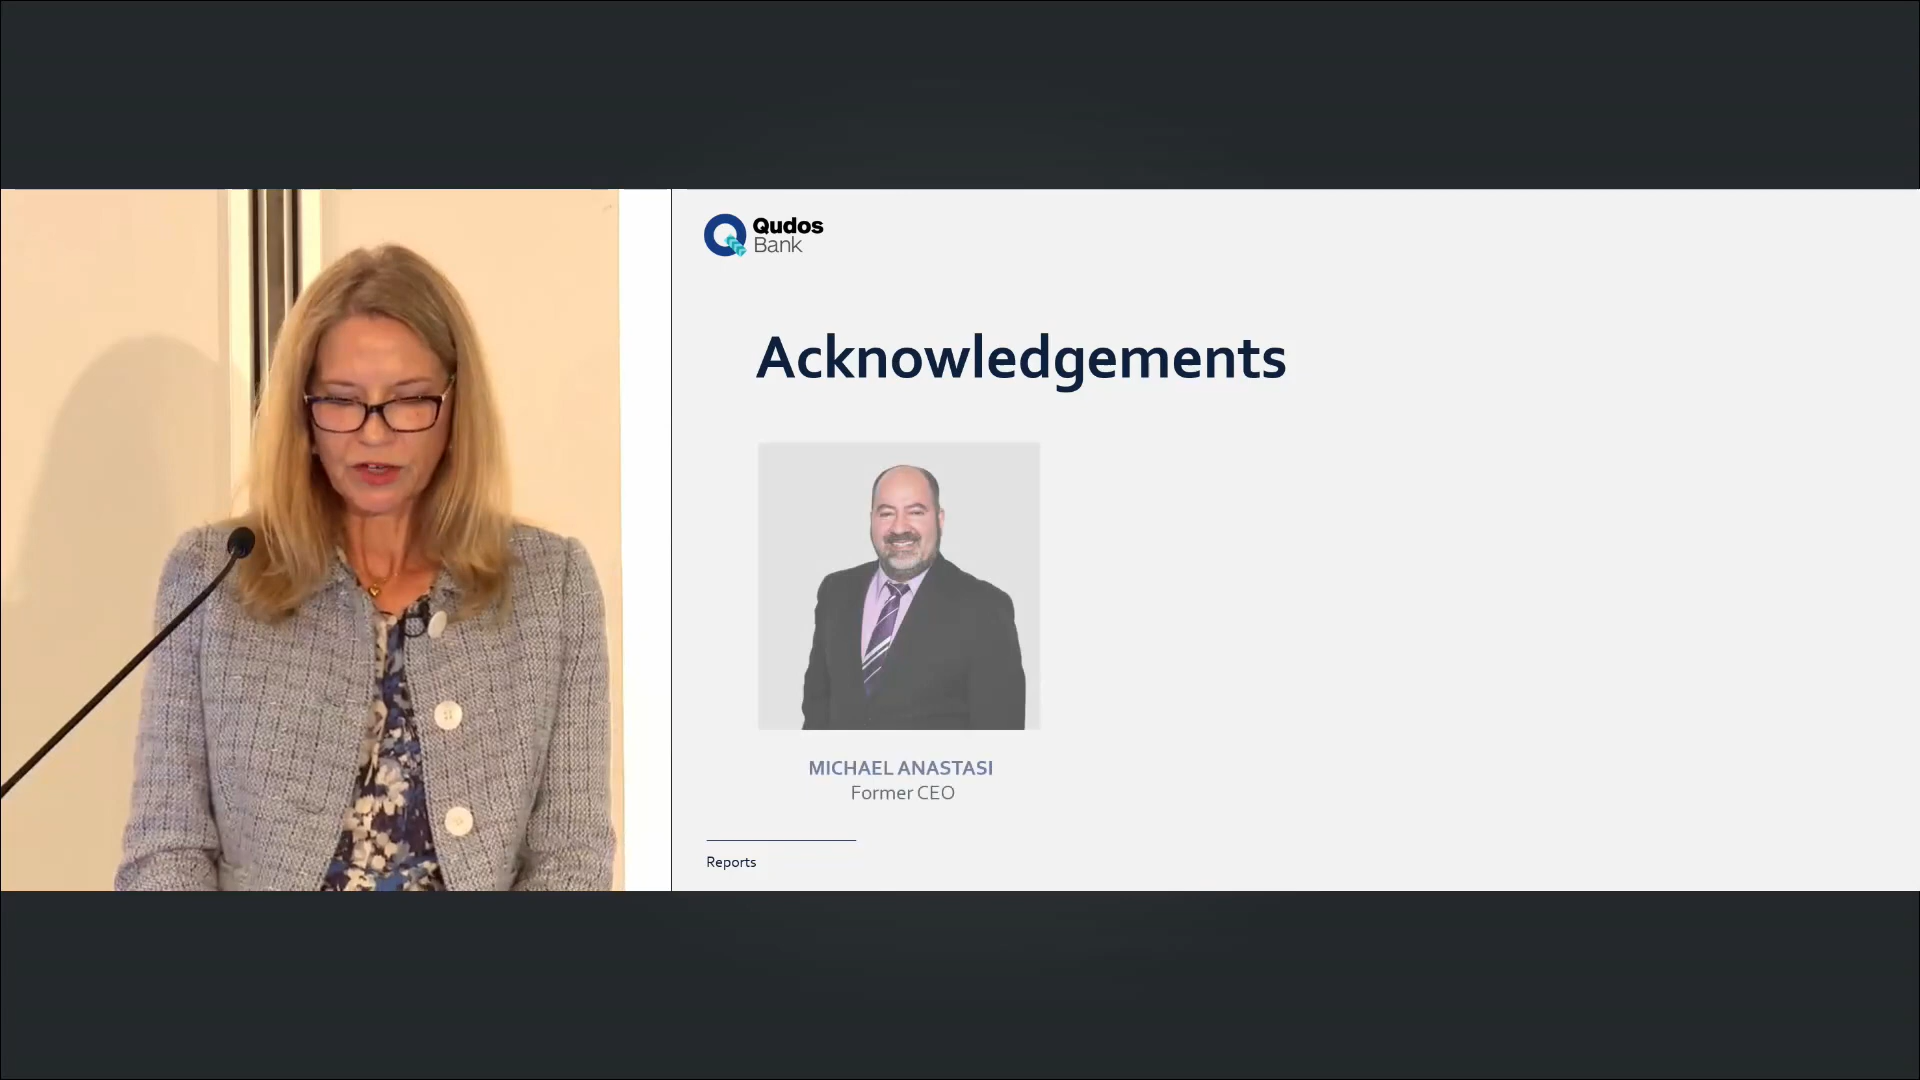 Qudos
Bank
Acknowledgements
MICHAEL ANASTASI
Former CEO
Reports